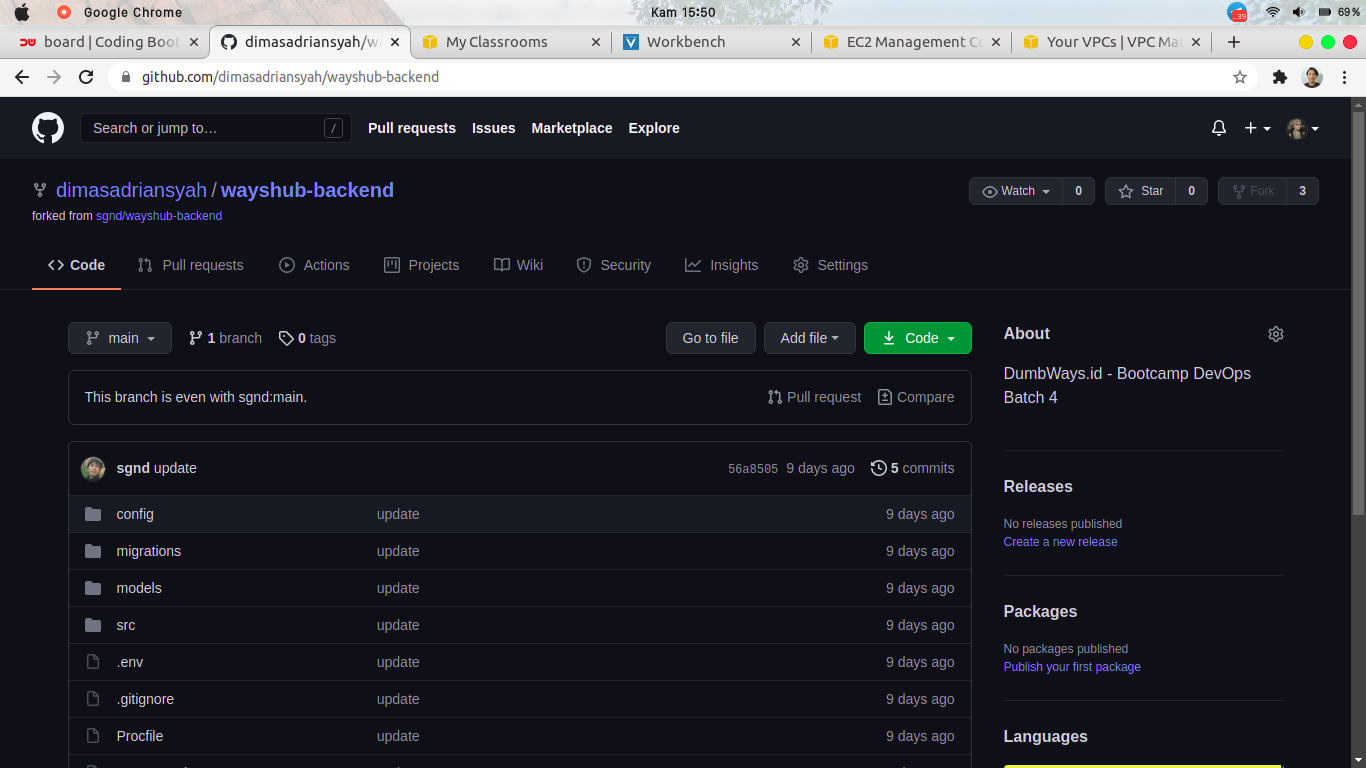 Google Chrome
Kam 15:50
39
69%
board | Coding Boot
dimasadriansyah/wa
My Classrooms
Workbench
EC2 Management Co
Your VPCs | VPC Man
github.com/dimasadriansyah/wayshub-backend
Search or jump to…
/
Pull requests
Issues
Marketplace
Explore
dimasadriansyah / wayshub-backend
forked from sgnd/wayshub-backend
Watch
0
Star
0
Fork
3
Code
Pull requests
Actions
Projects
Wiki
Security
Insights
Settings
main
1 branch
0 tags
Go to file
Add file
Code
This branch is even with sgnd:main.
Pull request
Compare
sgnd update
56a8505 9 days ago
5 commits
config update 9 days ago
migrations update 9 days ago
models update 9 days ago
src update 9 days ago
.env update 9 days ago
.gitignore update 9 days ago
Procfile update 9 days ago
About
DumbWays.id - Bootcamp DevOps
Batch 4
Releases
No releases published
Create a new release
Packages
No packages published
Publish your first package
Languages